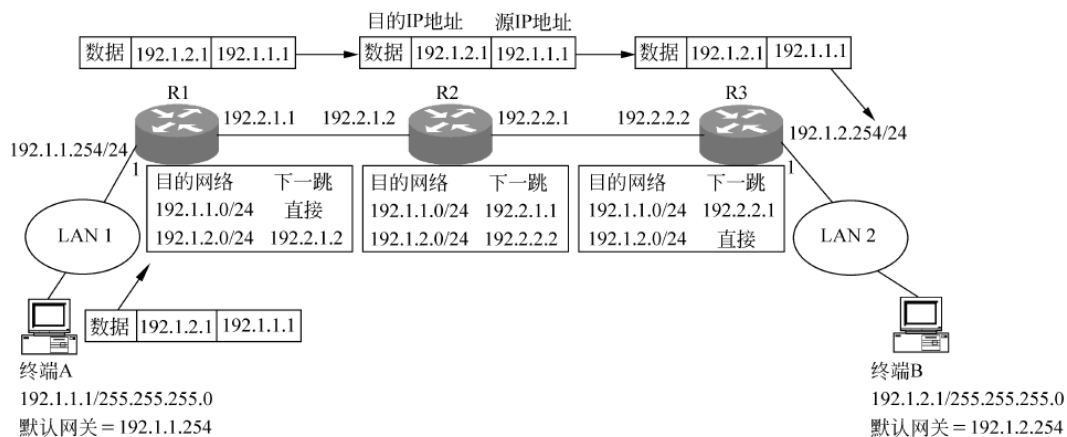 目的IP地址 源IP地址
数据 192.1.2.1 192.1.1.1
数据 192.1.2.1 192.1.1.1
数据 192.1.2.1 192.1.1.1
R1
R2
R3
192.1.1.254/24
1
192.2.1.1
192.2.1.2
192.2.2.1
192.2.2.2
192.1.2.254/24
1
目的网络 下一跳
192.1.1.0/24 直接
192.1.2.0/24 192.2.1.2
目的网络 下一跳
192.1.1.0/24 192.2.1.1
192.1.2.0/24 192.2.2.2
目的网络 下一跳
192.1.1.0/24 192.2.2.1
192.1.2.0/24 直接
LAN 1
LAN 2
数据 192.1.2.1 192.1.1.1
终端A
192.1.1.1/255.255.255.0
默认网关=192.1.1.254
终端B
192.1.2.1/255.255.255.0
默认网关=192.1.2.254